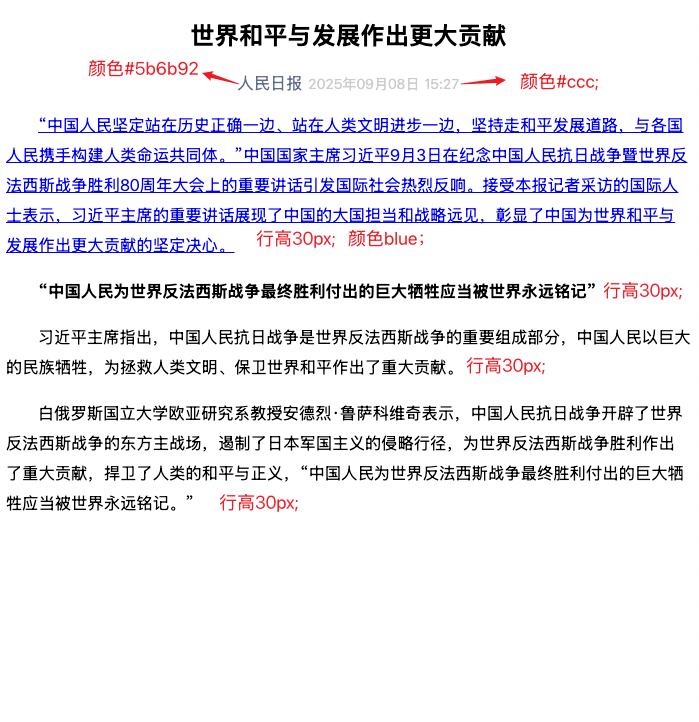 世界和平与发展作出更大贡献
颜色#5b6b92
人民日报 2025年09月08日 15:27
颜色#ccc;
“中国人民坚定站在历史正确一边、站在人类文明进步一边，坚持走和平发展道路，与各国
人民携手构建人类命运共同体。”中国国家主席习近平9月3日在纪念中国人民抗日战争暨世界反
法西斯战争胜利80周年大会上的重要讲话引发国际社会热烈反响。接受本报记者采访的国际人
士表示，习近平主席的重要讲话展现了中国的大国担当和战略远见，彰显了中国为世界和平与
发展作出更大贡献的坚定决心。
行高30px; 颜色blue；
“中国人民为世界反法西斯战争最终胜利付出的巨大牺牲应当被世界永远铭记”
行高30px;
习近平主席指出，中国人民抗日战争是世界反法西斯战争的重要组成部分，中国人民以巨大
的民族牺牲，为拯救人类文明、保卫世界和平作出了重大贡献。
行高30px;
白俄罗斯国立大学欧亚研究系教授安德烈·鲁萨科维奇表示，中国人民抗日战争开辟了世界
反法西斯战争的东方主战场，遏制了日本军国主义的侵略行径，为世界反法西斯战争胜利作出
了重大贡献，捍卫了人类的和平与正义，“中国人民为世界反法西斯战争最终胜利付出的巨大牺
牲应当被世界永远铭记。”
行高30px;